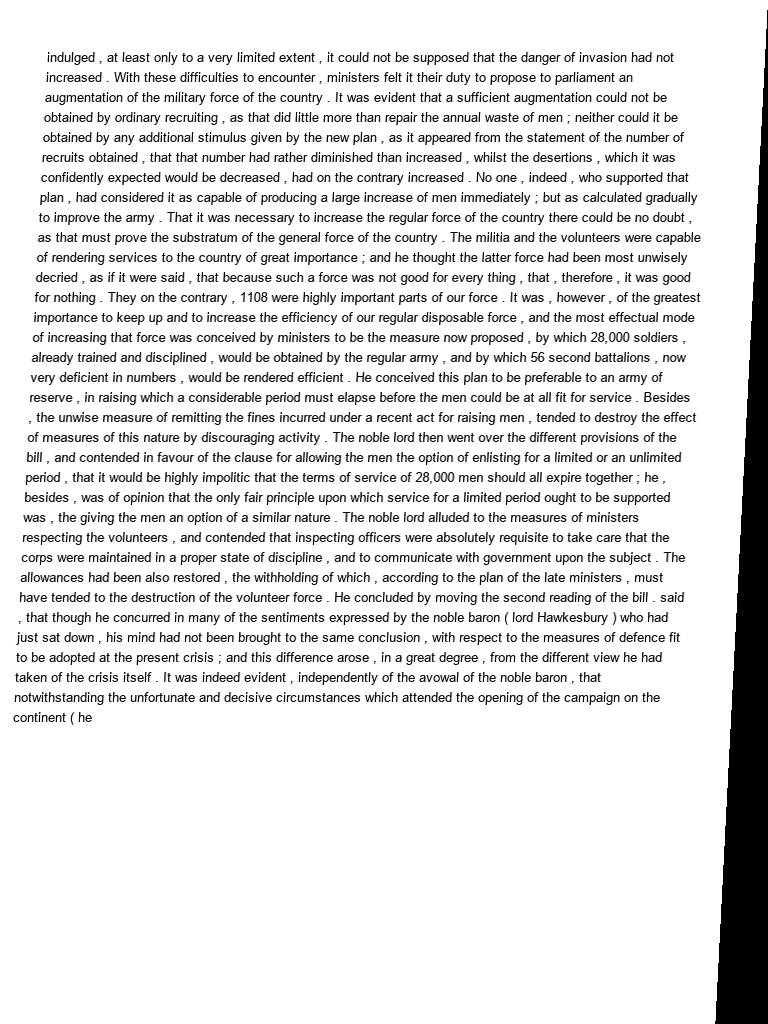 indulged , at least only to a very limited extent , it could not be supposed that the danger of invasion had not
increased . With these difficulties to encounter , ministers felt it their duty to propose to parliament an
augmentation of the military force of the country . It was evident that a sufficient augmentation could not be
obtained by ordinary recruiting , as that did little more than repair the annual waste of men ; neither could it be
obtained by any additional stimulus given by the new plan , as it appeared from the statement of the number of
recruits obtained , that that number had rather diminished than increased , whilst the desertions , which it was
confidently expected would be decreased , had on the contrary increased . No one , indeed , who supported that
plan , had considered it as capable of producing a large increase of men immediately ; but as calculated gradually
to improve the army . That it was necessary to increase the regular force of the country there could be no doubt ,
as that must prove the substratum of the general force of the country . The militia and the volunteers were capable
of rendering services to the country of great importance ; and he thought the latter force had been most unwisely
decried , as if it were said , that because such a force was not good for every thing , that , therefore , it was good
for nothing . They on the contrary , 1108 were highly important parts of our force . It was , however , of the greatest
importance to keep up and to increase the efficiency of our regular disposable force , and the most effectual mode
of increasing that force was conceived by ministers to be the measure now proposed , by which 28,000 soldiers ,
already trained and disciplined , would be obtained by the regular army , and by which 56 second battalions , now
very deficient in numbers , would be rendered efficient . He conceived this plan to be preferable to an army of
reserve , in raising which a considerable period must elapse before the men could be at all fit for service . Besides
, the unwise measure of remitting the fines incurred under a recent act for raising men , tended to destroy the effect
of measures of this nature by discouraging activity . The noble lord then went over the different provisions of the
bill , and contended in favour of the clause for allowing the men the option of enlisting for a limited or an unlimited
period , that it would be highly impolitic that the terms of service of 28,000 men should all expire together ; he ,
besides , was of opinion that the only fair principle upon which service for a limited period ought to be supported
was , the giving the men an option of a similar nature . The noble lord alluded to the measures of ministers
respecting the volunteers , and contended that inspecting officers were absolutely requisite to take care that the
corps were maintained in a proper state of discipline , and to communicate with government upon the subject . The
allowances had been also restored , the withholding of which , according to the plan of the late ministers , must
have tended to the destruction of the volunteer force . He concluded by moving the second reading of the bill . said
, that though he concurred in many of the sentiments expressed by the noble baron ( lord Hawkesbury ) who had
just sat down , his mind had not been brought to the same conclusion , with respect to the measures of defence fit
to be adopted at the present crisis ; and this difference arose , in a great degree , from the different view he had
taken of the crisis itself . It was indeed evident , independently of the avowal of the noble baron , that
notwithstanding the unfortunate and decisive circumstances which attended the opening of the campaign on the
continent ( he